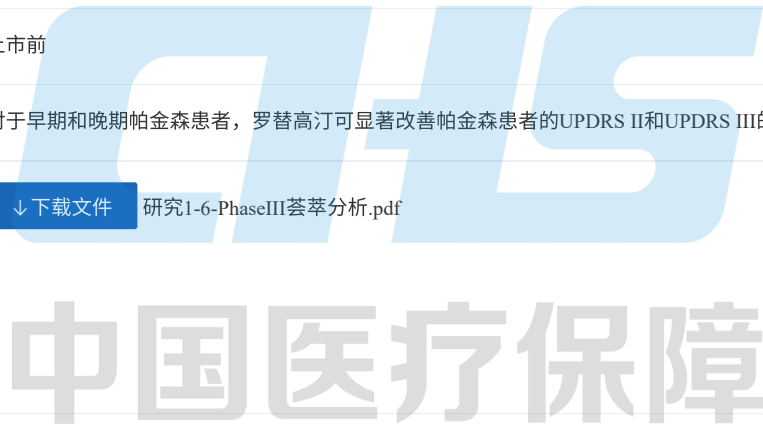 上市前
对于早期和晚期帕金森患者，罗替高汀可显著改善帕金森患者的UPDRS II和UPDRS III的
↓下载文件 研究1-6-PhaseIII荟萃分析.pdf
CHS
中国医疗保障